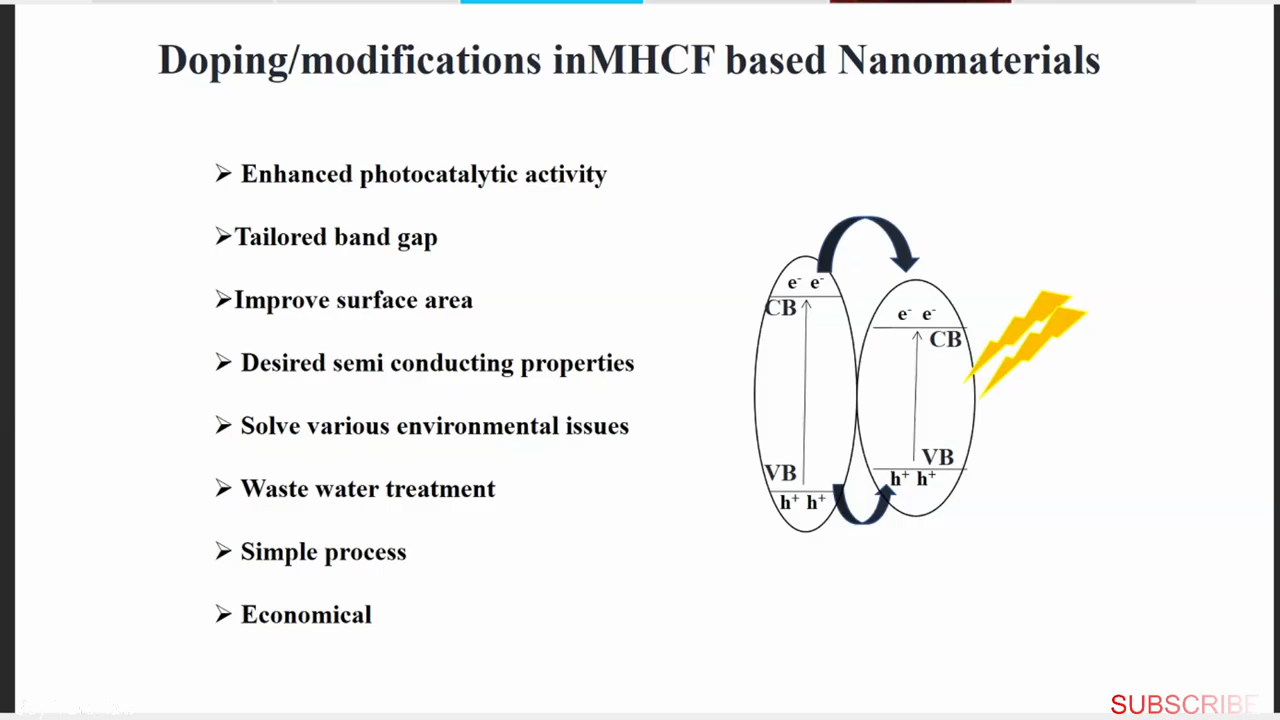 Doping/modifications inMHCF based Nanomaterials
➢ Enhanced photocatalytic activity
➢Tailored band gap
➢Improve surface area
➢ Desired semi conducting properties
➢ Solve various environmental issues
➢ Waste water treatment
➢ Simple process
➢ Economical
e⁻ e⁻
CB
e⁻ e⁻
CB
VB
VB
h⁺ h⁺
h⁺ h⁺
SUBSCRIBE